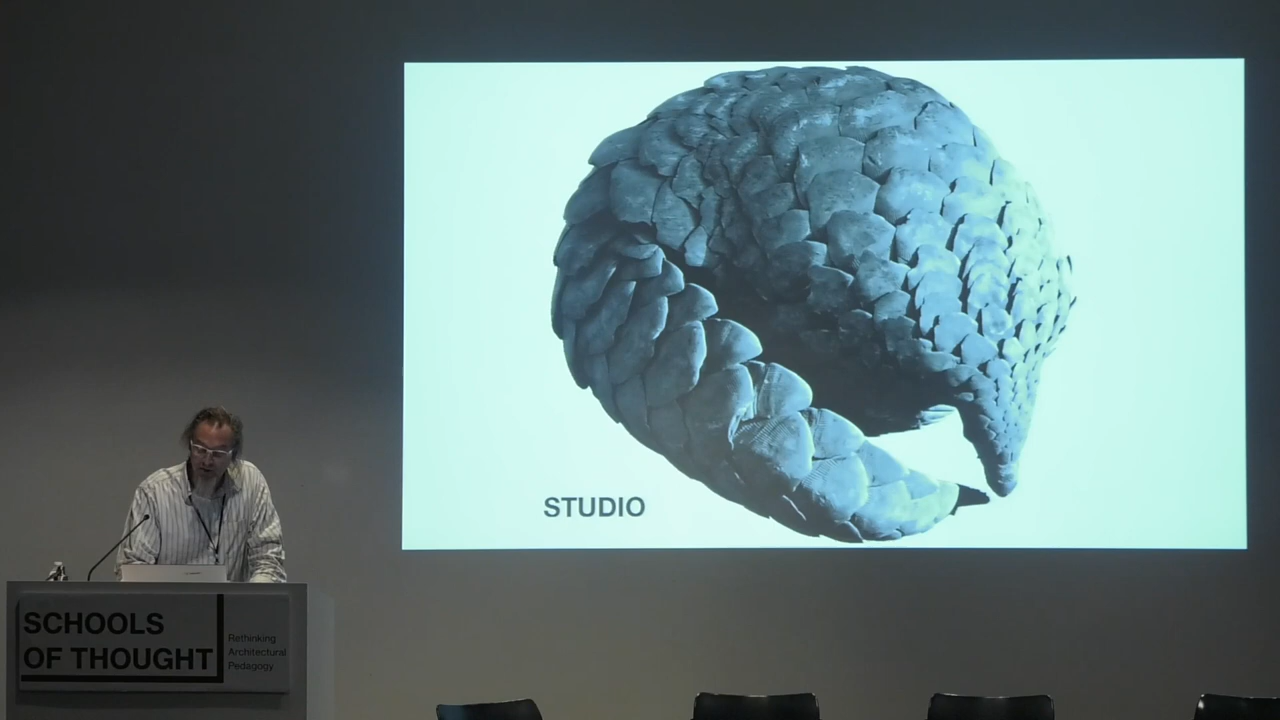 STUDIO
SCHOOLS
OF THOUGHT
Rethinking
Architectural
Pedagogy